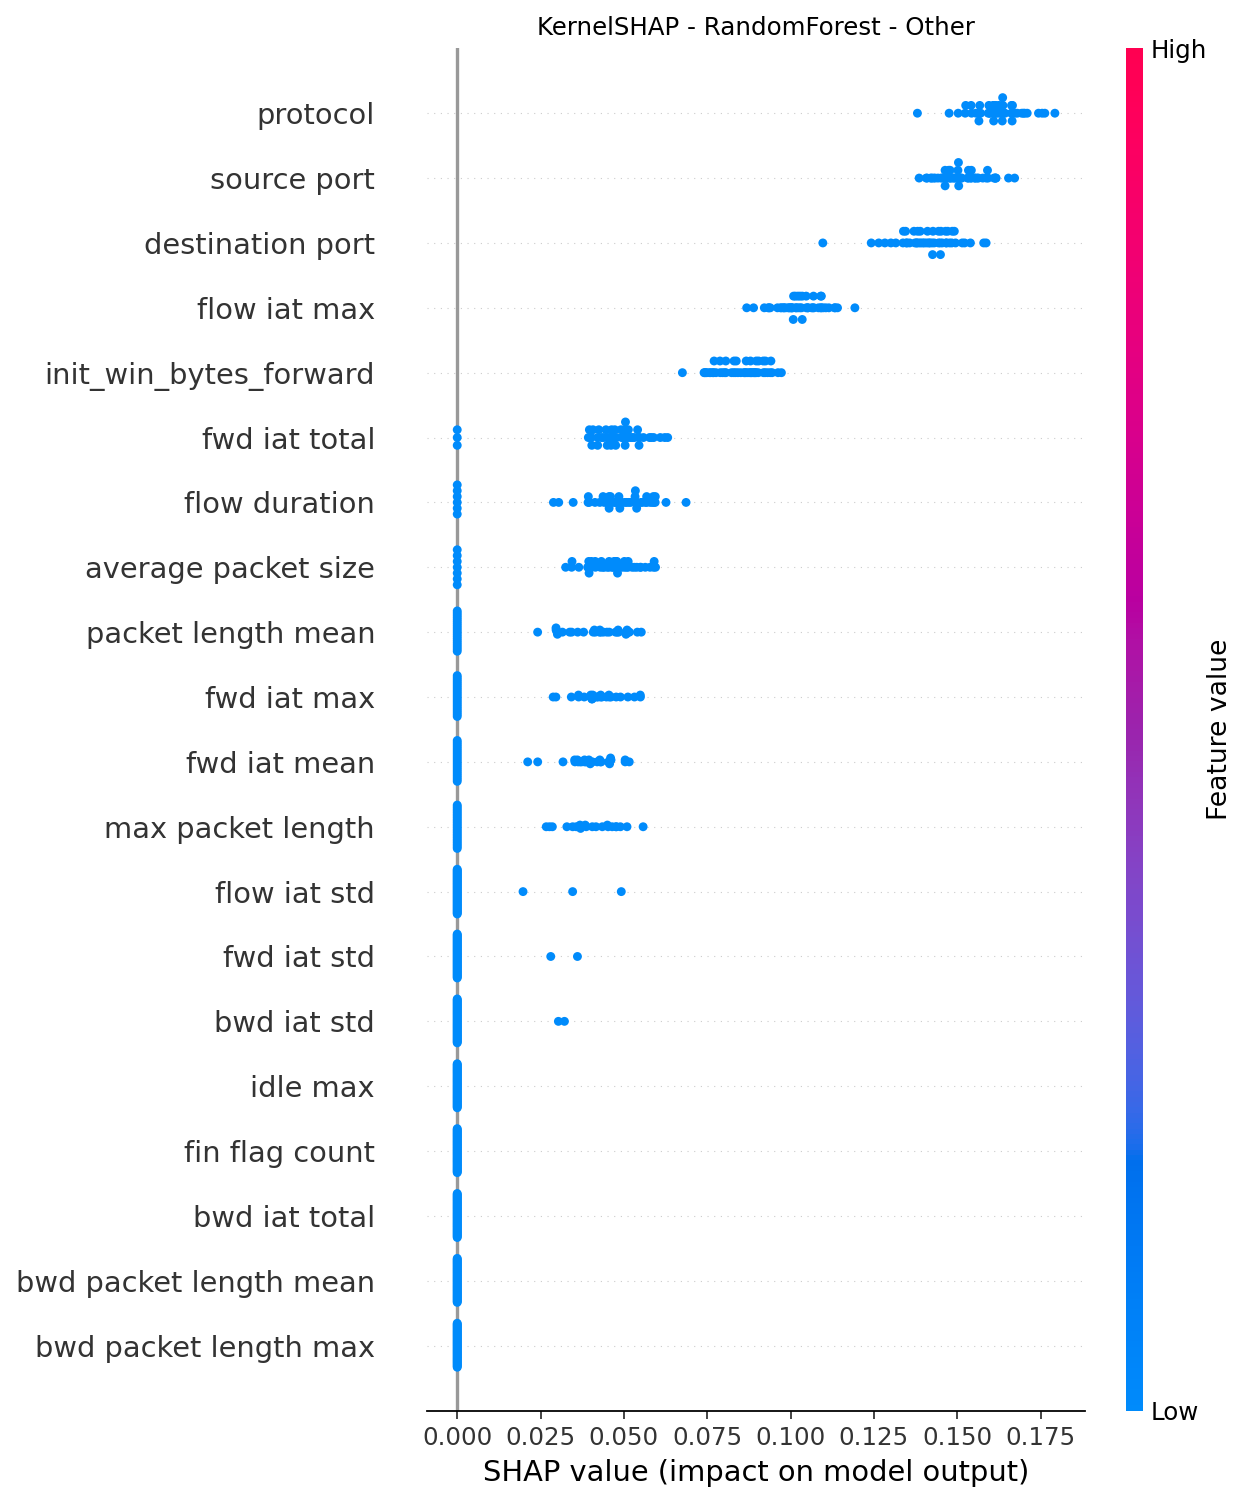 KernelSHAP - RandomForest - Other
High
protocol
source port
destination port
flow iat max
init_win_bytes_forward
fwd iat total
flow duration
average packet size
packet length mean
fwd iat max
fwd iat mean
max packet length
flow iat std
fwd iat std
bwd iat std
idle max
fin flag count
bwd iat total
bwd packet length mean
bwd packet length max
Feature value
Low
0.000 0.025 0.050 0.075 0.100 0.125 0.150 0.175
SHAP value (impact on model output)